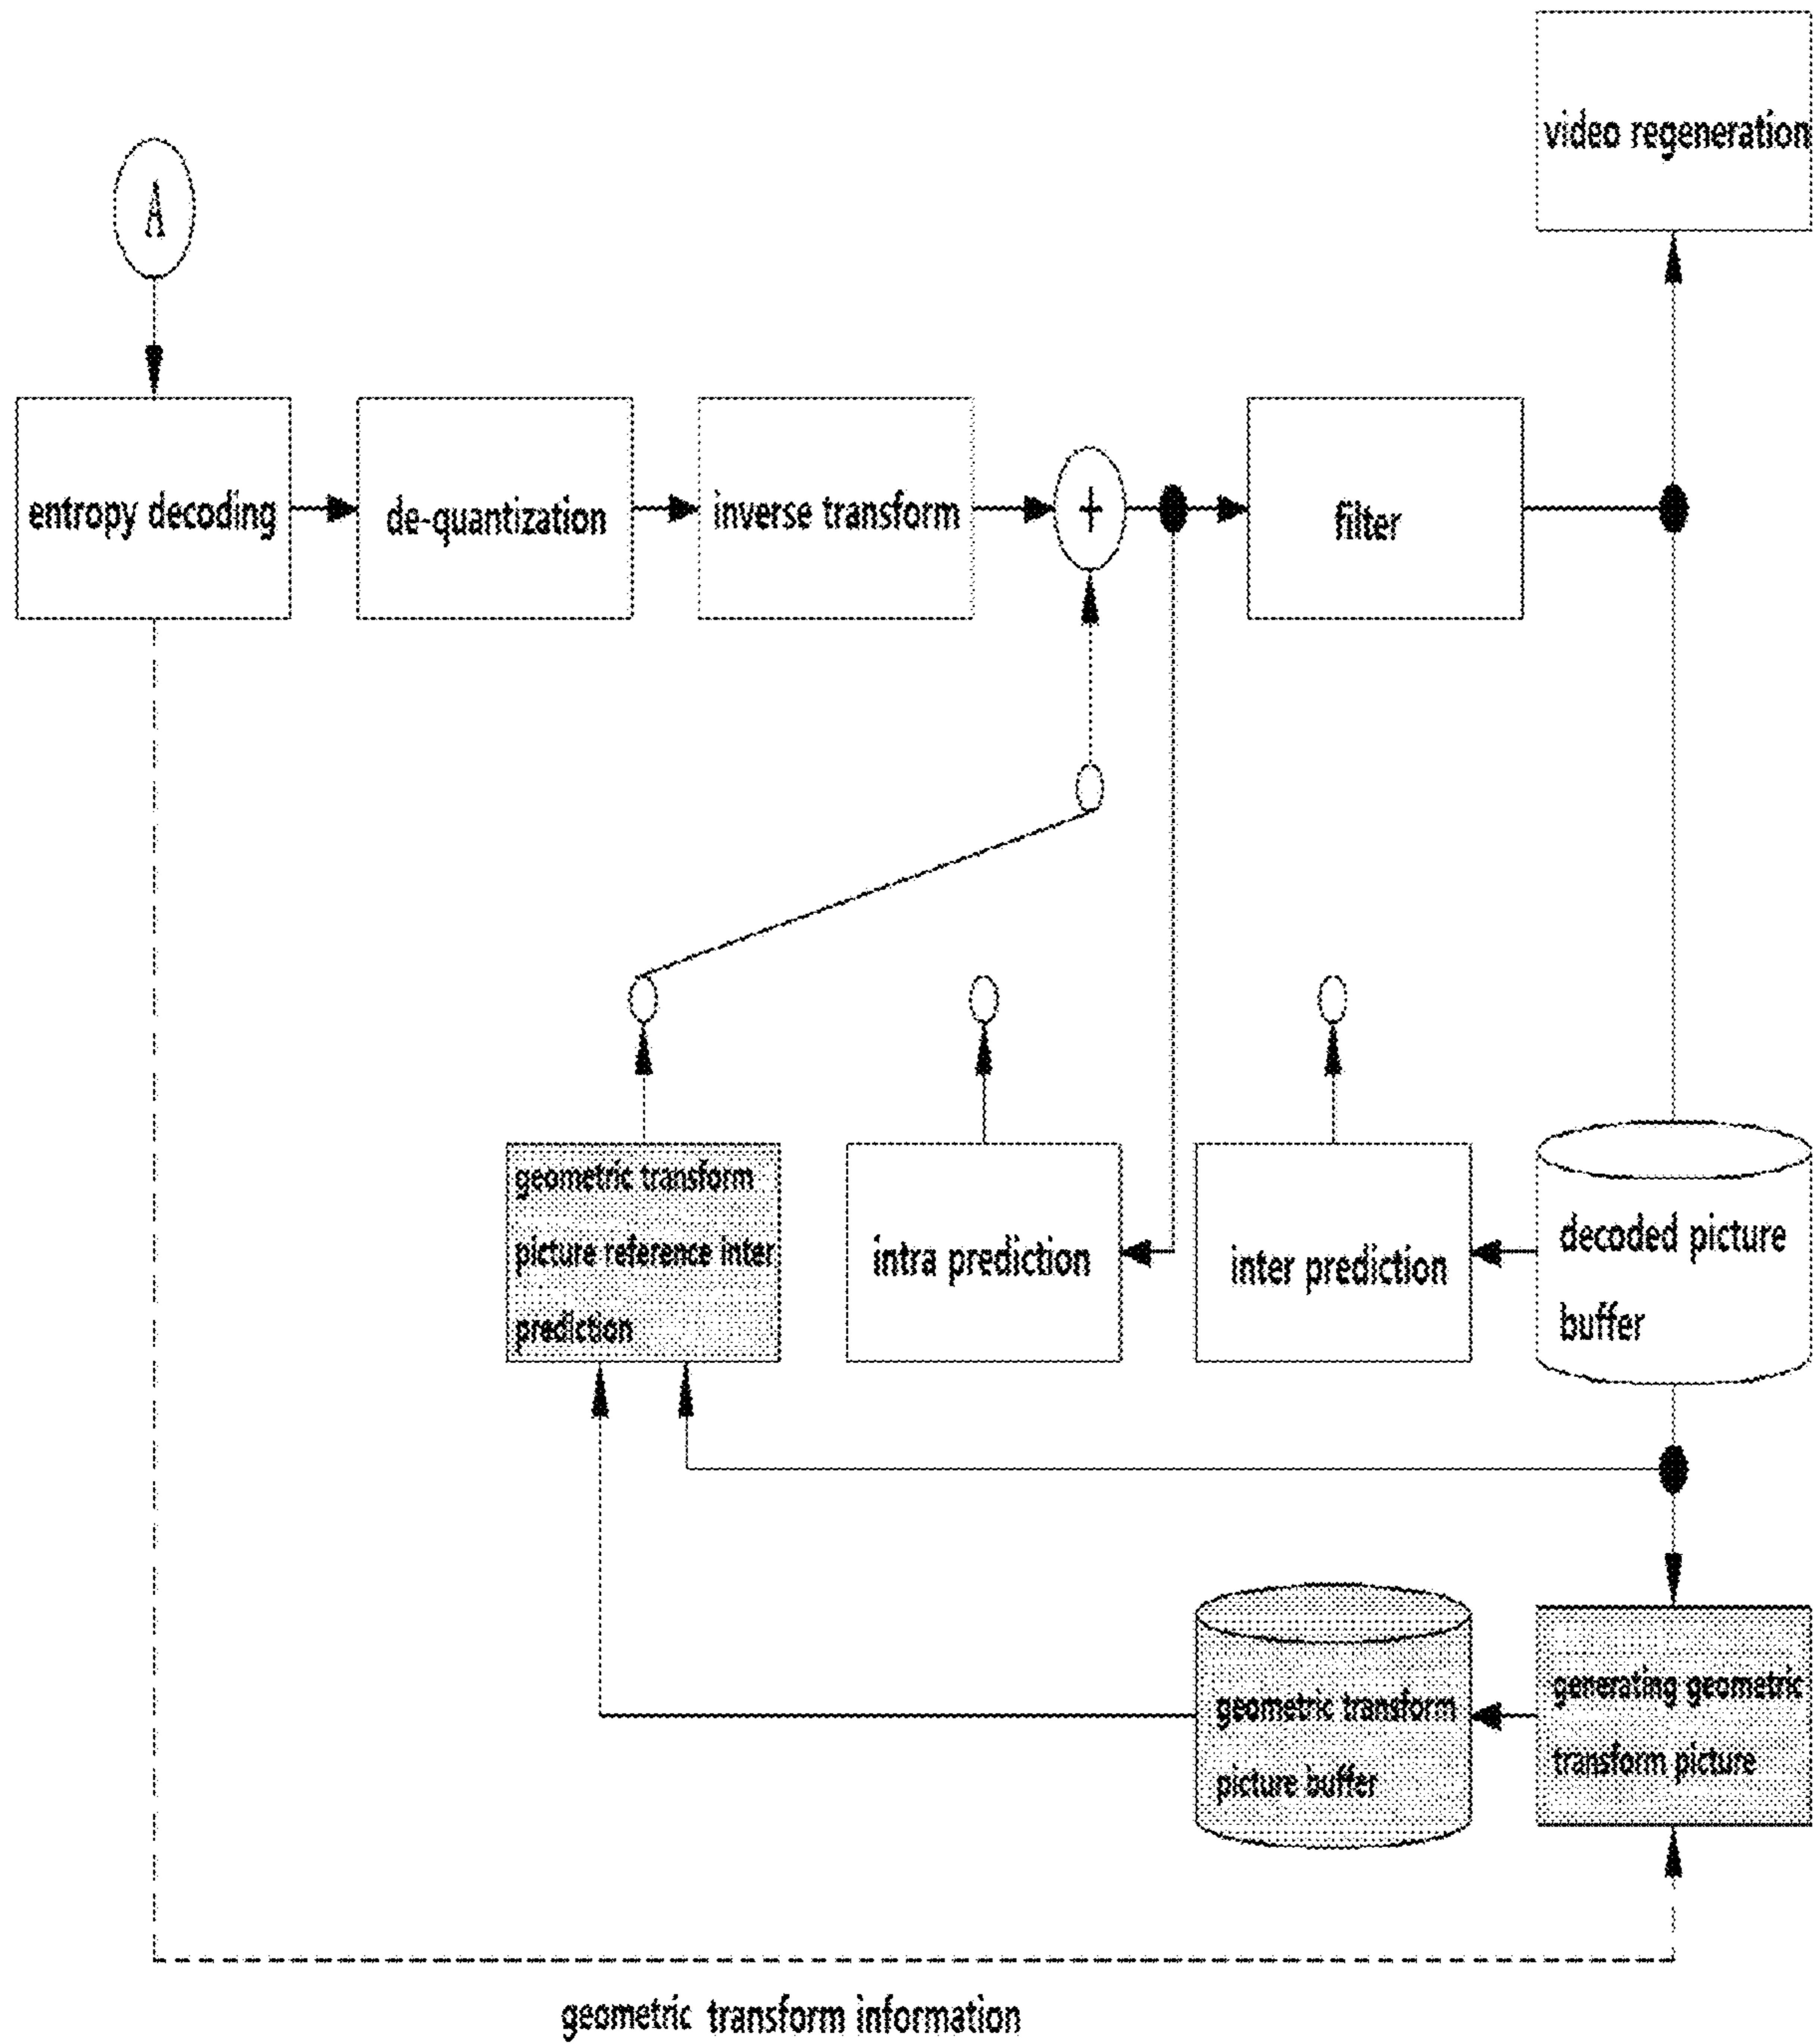 video regeneration
A
entropy decoding
de-quantization
inverse transform
+
filter
geometric transform
picture reference inter
prediction
intra prediction
inter prediction
decoded picture
buffer
geometric transform
picture buffer
generating geometric
transform picture
geometric transform information